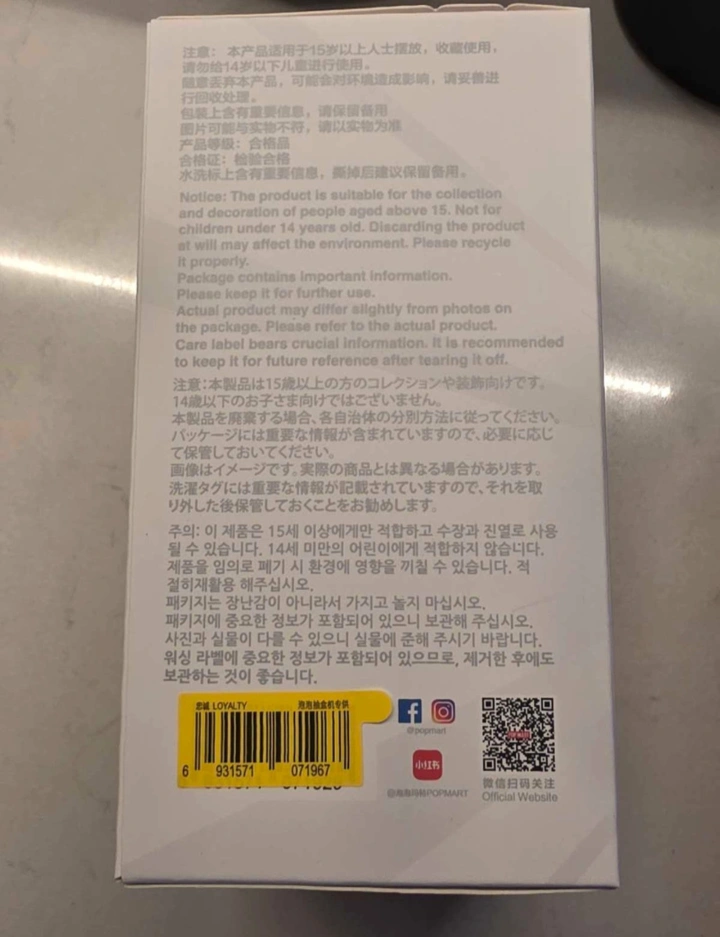 注意： 本产品适用于15岁以上人士摆放，收藏使用，
请勿给14岁以下儿童进行使用。
随意丢弃本产品，可能会对环境造成影响，请妥善进
行回收处理。
包装上含有重要信息，请保留备用
图片可能与实物不符，请以实物为准
产品等级：合格品
合格证：检验合格
水洗标上含有重要信息，撕掉后建议保留备用。
Notice: The product is suitable for the collection
and decoration of people aged above 15. Not for
children under 14 years old. Discarding the product
at will may affect the environment. Please recycle
it properly.
Package contains important information.
Please keep it for further use.
Actual product may differ slightly from photos on
the package. Please refer to the actual product.
Care label bears crucial information. It is recommended
to keep it for future reference after tearing it off.
注意：本製品は15歳以上の方のコレクションや装飾向けです。
14歳以下のお子さま向けではございません。
本製品を廃棄する場合、各自治体の分別方法に従ってください。
パッケージには重要な情報が含まれていますので、必要に応じ
て保管しておいてください。
画像はイメージです。実際の商品とは異なる場合があります。
洗濯タグには重要な情報が記載されていますので、それを取
り外した後保管しておくことをお勧めします。
주의: 이 제품은 15세 이상에게만 적합하고 수장과 진열로 사용
될 수 있습니다. 14세 미만의 어린이에게 적합하지 않습니다.
제품을 임의로 폐기 시 환경에 영향을 끼칠 수 있습니다. 적
절히재활용 해주십시오.
패키지는 장난감이 아니라서 가지고 놀지 마십시오.
패키지에 중요한 정보가 포함되어 있으니 보관해 주십시오.
사진과 실물이 다를 수 있으니 실물에 준해 주시기 바랍니다.
워싱 라벨에 중요한 정보가 포함되어 있으므로, 제거한 후에도
보관하는 것이 좋습니다.
忠誠 LOYALTY 泡泡抽盒机专供
6 931571 071967
@popmart
小红书
@泡泡玛特POPMART
POP MART
微信扫码关注
Official Website